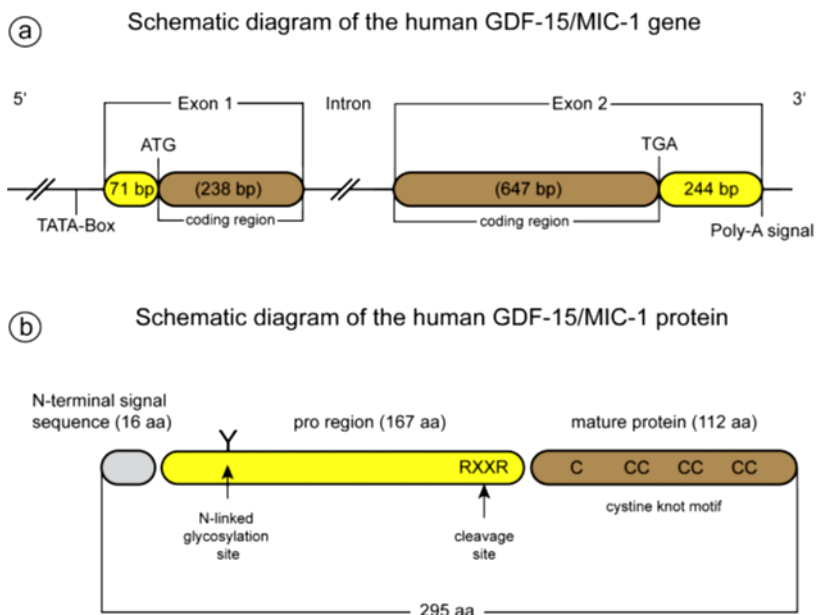 a
Schematic diagram of the human GDF-15/MIC-1 gene
5'
Exon 1
Intron
Exon 2
3'
ATG
TGA
71 bp
(238 bp)
(647 bp)
244 bp
TATA-Box
coding region
coding region
Poly-A signal
b
Schematic diagram of the human GDF-15/MIC-1 protein
N-terminal signal
sequence (16 aa)
pro region (167 aa)
mature protein (112 aa)
Y
RXXR
C CC CC CC
N-linked
glycosylation
site
cleavage
site
cystine knot motif
295 aa